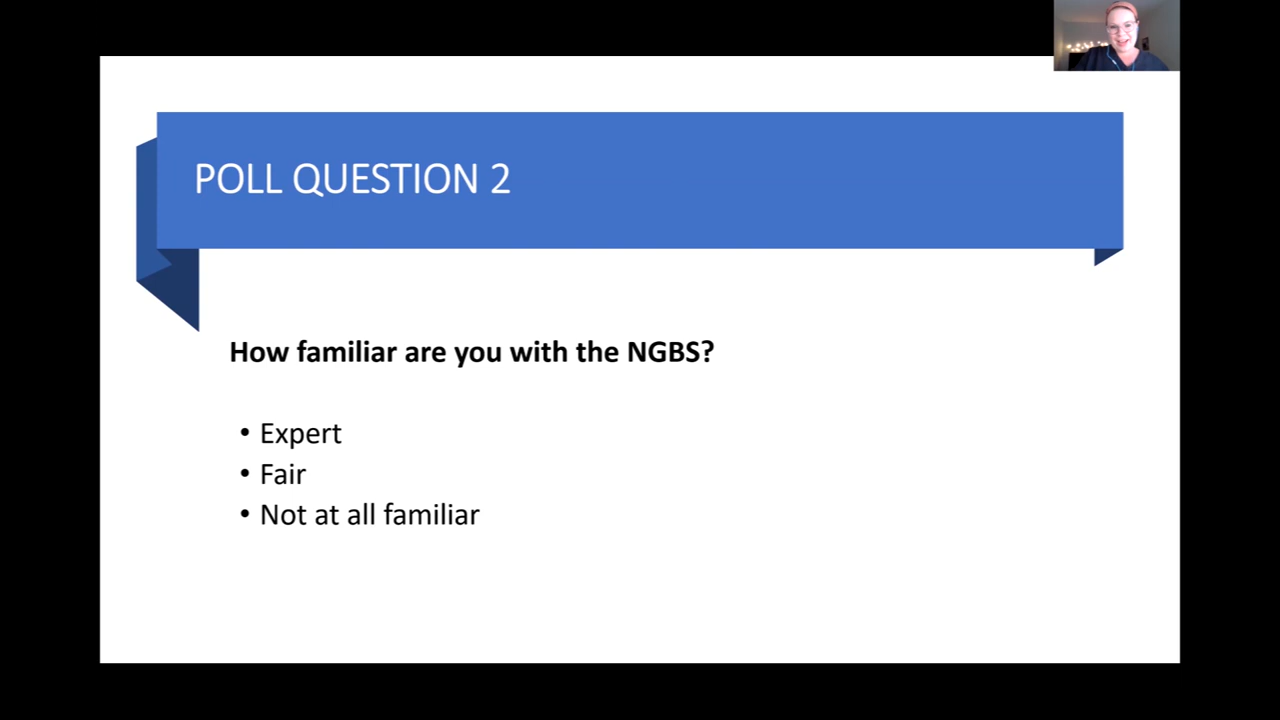 POLL QUESTION 2
How familiar are you with the NGBS?
• Expert
• Fair
• Not at all familiar